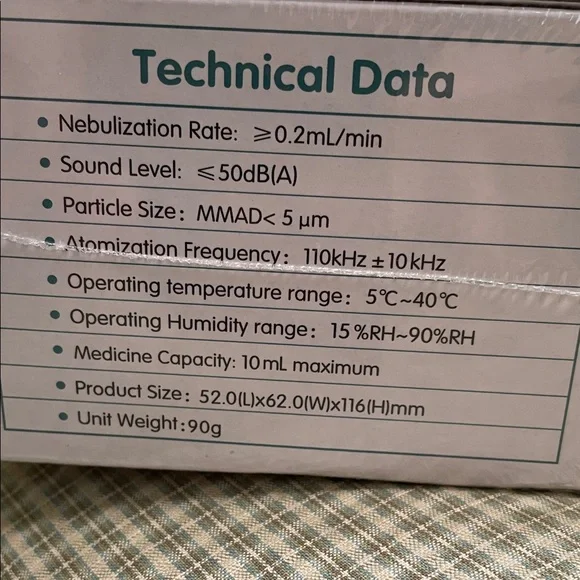 Technical Data
• Nebulization Rate: ⩾0.2mL/min
• Sound Level: ⩽50dB(A)
• Particle Size: MMAD< 5 µm
• Atomization Frequency: 110kHz ±10kHz
• Operating temperature range: 5℃~40℃
• Operating Humidity range: 15%RH~90%RH
• Medicine Capacity: 10mL maximum
• Product Size: 52.0(L)x62.0(W)x116(H)mm
• Unit Weight:90g